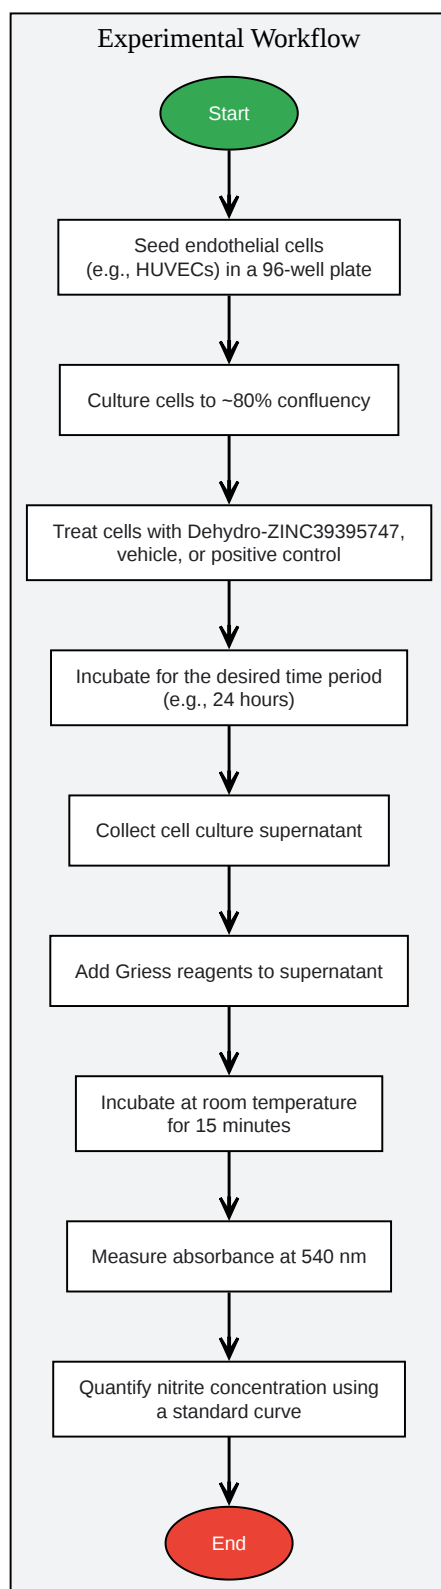 Experimental Workflow
Start
Seed endothelial cells
(e.g., HUVECs) in a 96-well plate
Culture cells to ~80% confluency
Treat cells with Dehydro-ZINC39395747,
vehicle, or positive control
Incubate for the desired time period
(e.g., 24 hours)
Collect cell culture supernatant
Add Griess reagents to supernatant
Incubate at room temperature
for 15 minutes
Measure absorbance at 540 nm
Quantify nitrite concentration using
a standard curve
End